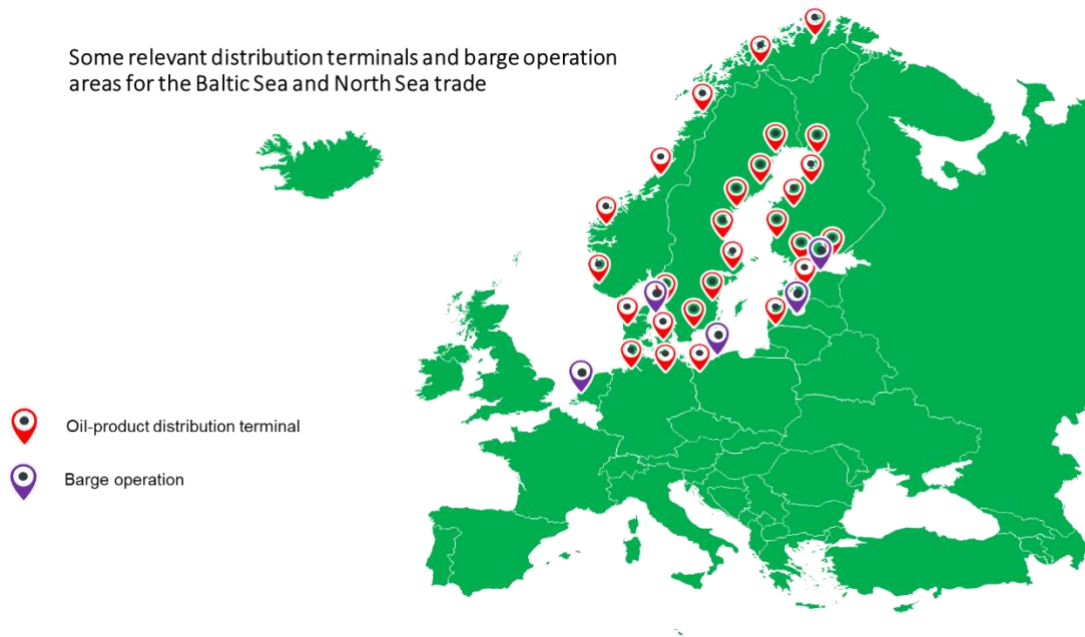 Some relevant distribution terminals and barge operation
areas for the Baltic Sea and North Sea trade
Oil-product distribution terminal
Barge operation